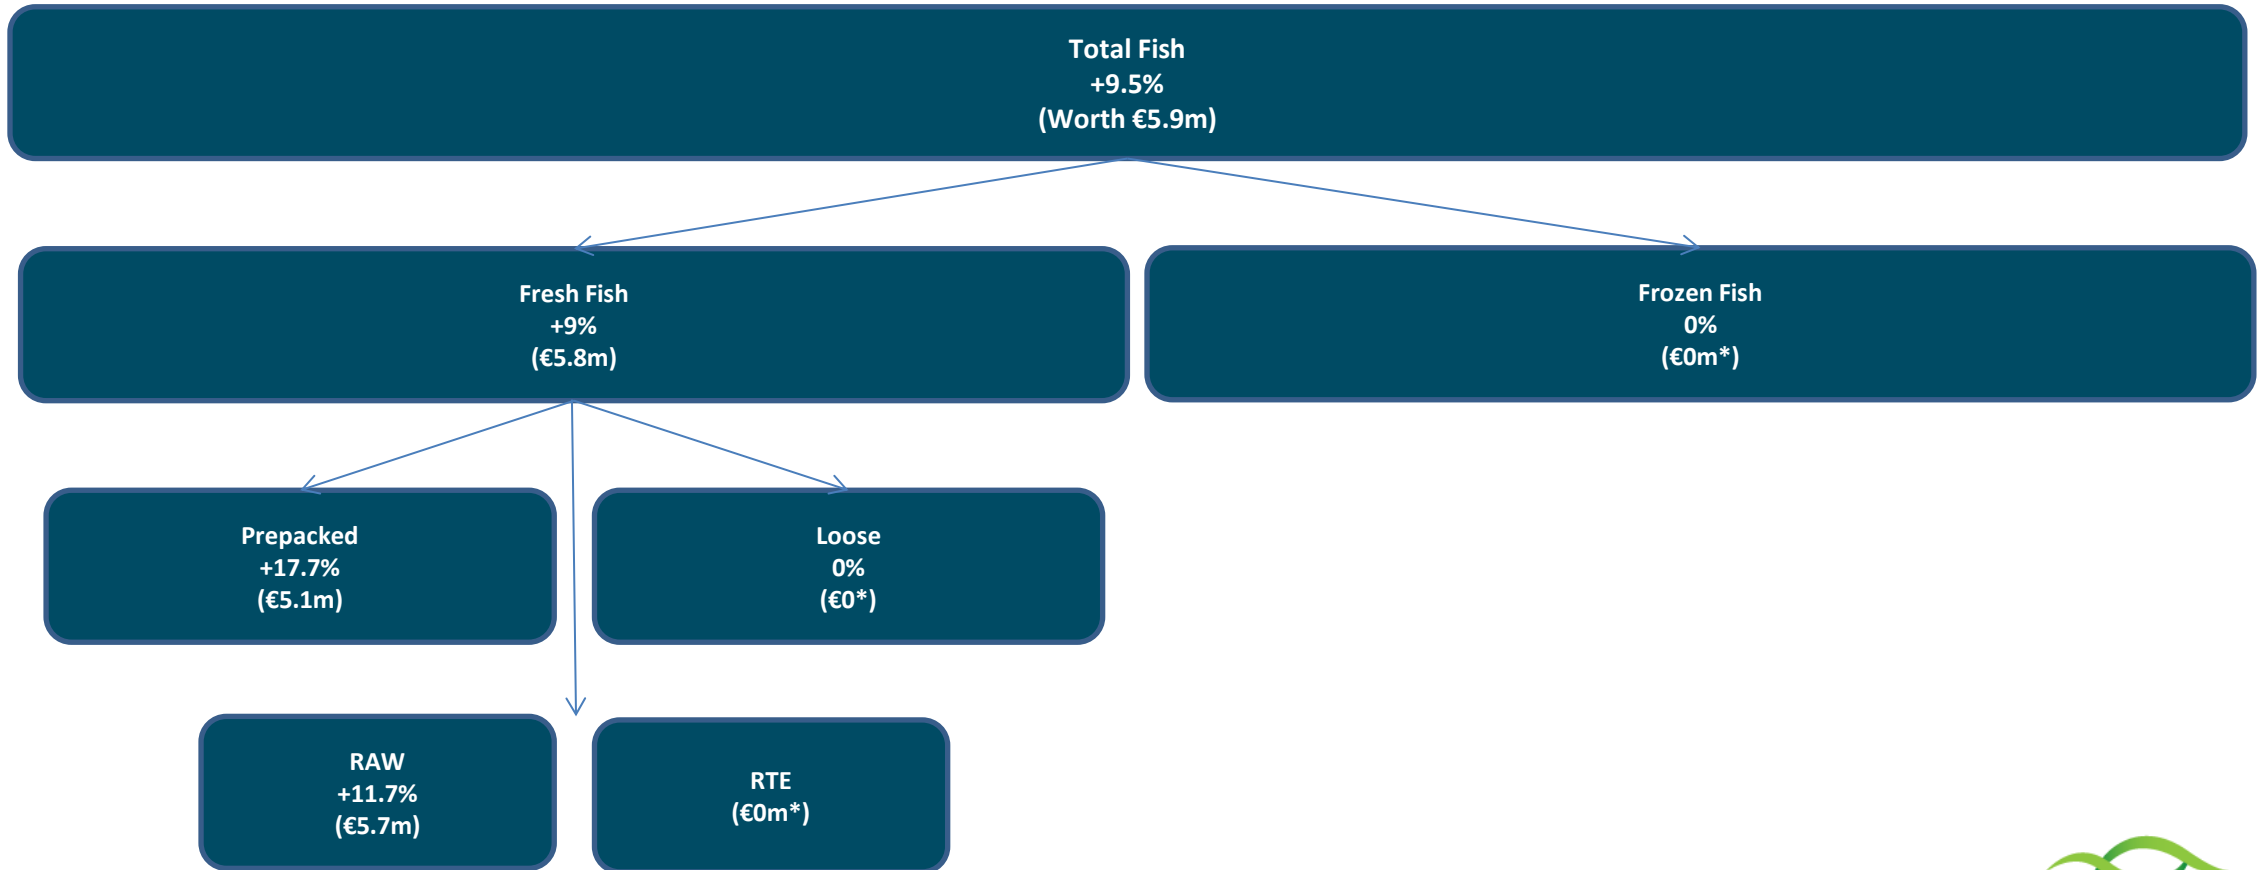 Total Fish
+9.5%
(Worth €5.9m)
Fresh Fish
+9%
(€5.8m)
Frozen Fish
0%
(€0m*)
Prepacked
+17.7%
(€5.1m)
Loose
0%
(€0*)
RAW
+11.7%
(€5.7m)
RTE
(€0m*)